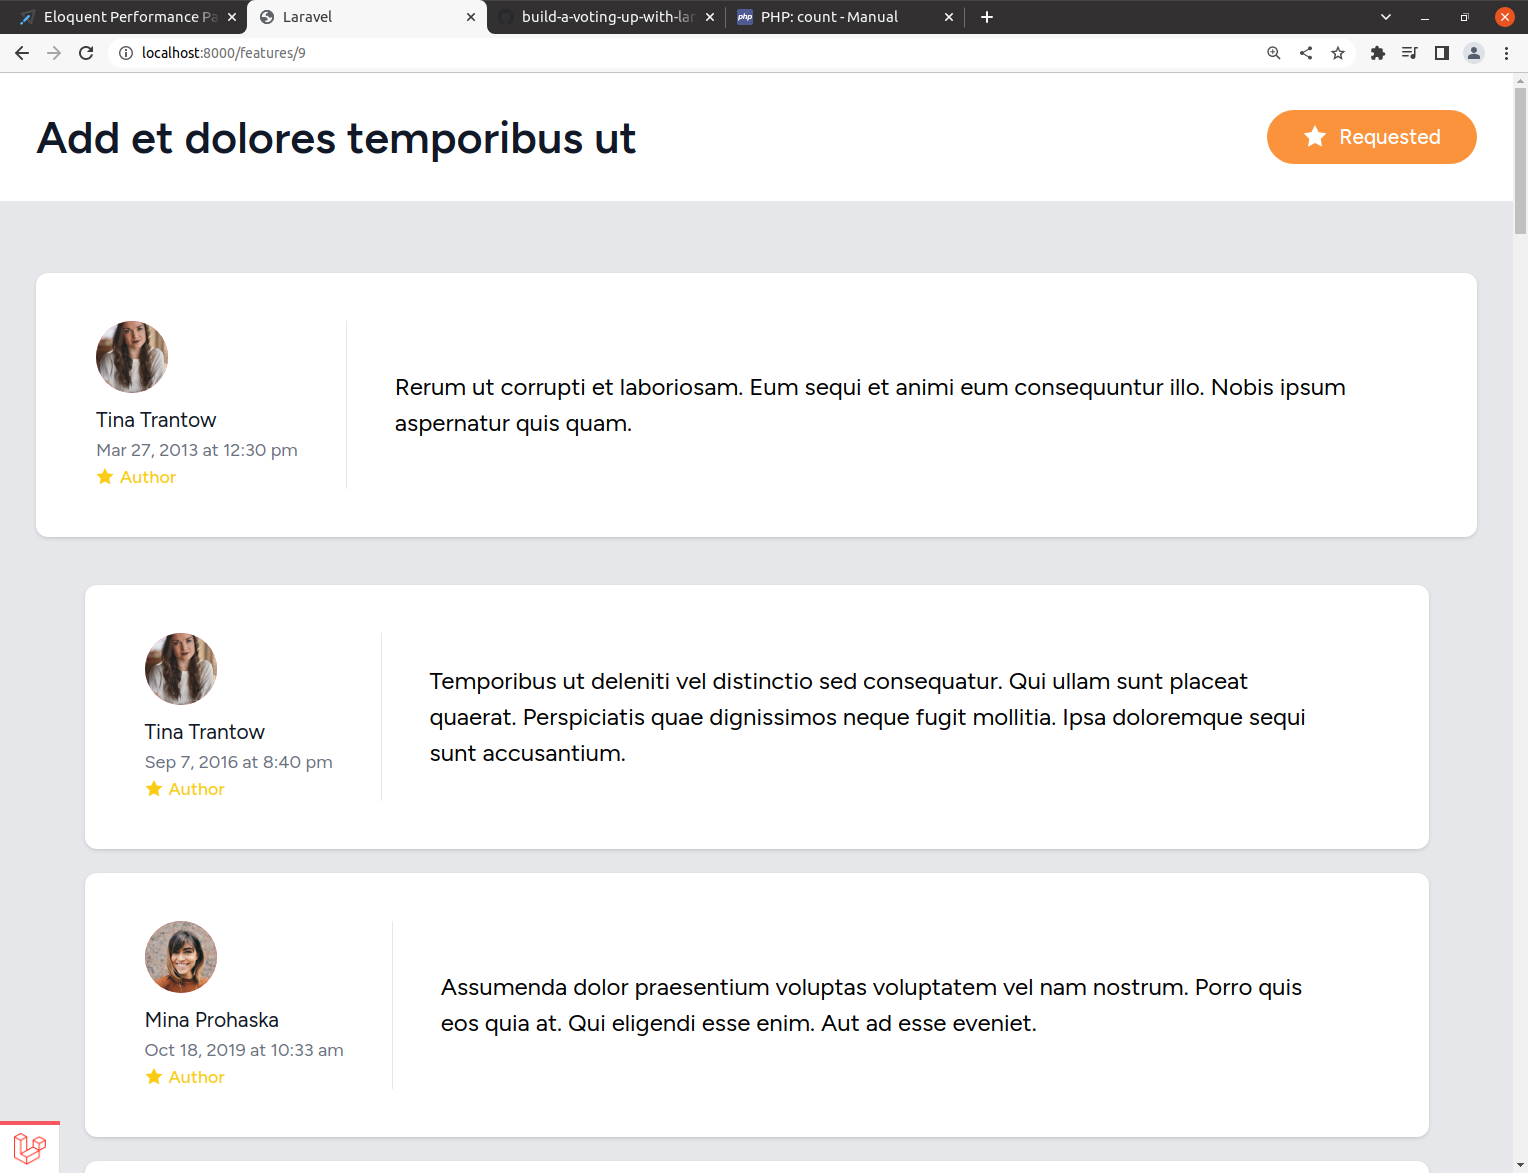 Eloquent Performance Pa
Laravel
build-a-voting-up-with-lar
php
PHP: count - Manual
localhost:8000/features/9
Add et dolores temporibus ut
Requested
Tina Trantow
Mar 27, 2013 at 12:30 pm
Author
Rerum ut corrupti et laboriosam. Eum sequi et animi eum consequuntur illo. Nobis ipsum
aspernatur quis quam.
Tina Trantow
Sep 7, 2016 at 8:40 pm
Author
Temporibus ut deleniti vel distinctio sed consequatur. Qui ullam sunt placeat
quaerat. Perspiciatis quae dignissimos neque fugit mollitia. Ipsa doloremque sequi
sunt accusantium.
Mina Prohaska
Oct 18, 2019 at 10:33 am
Author
Assumenda dolor praesentium voluptas voluptatem vel nam nostrum. Porro quis
eos quia at. Qui eligendi esse enim. Aut ad esse eveniet.